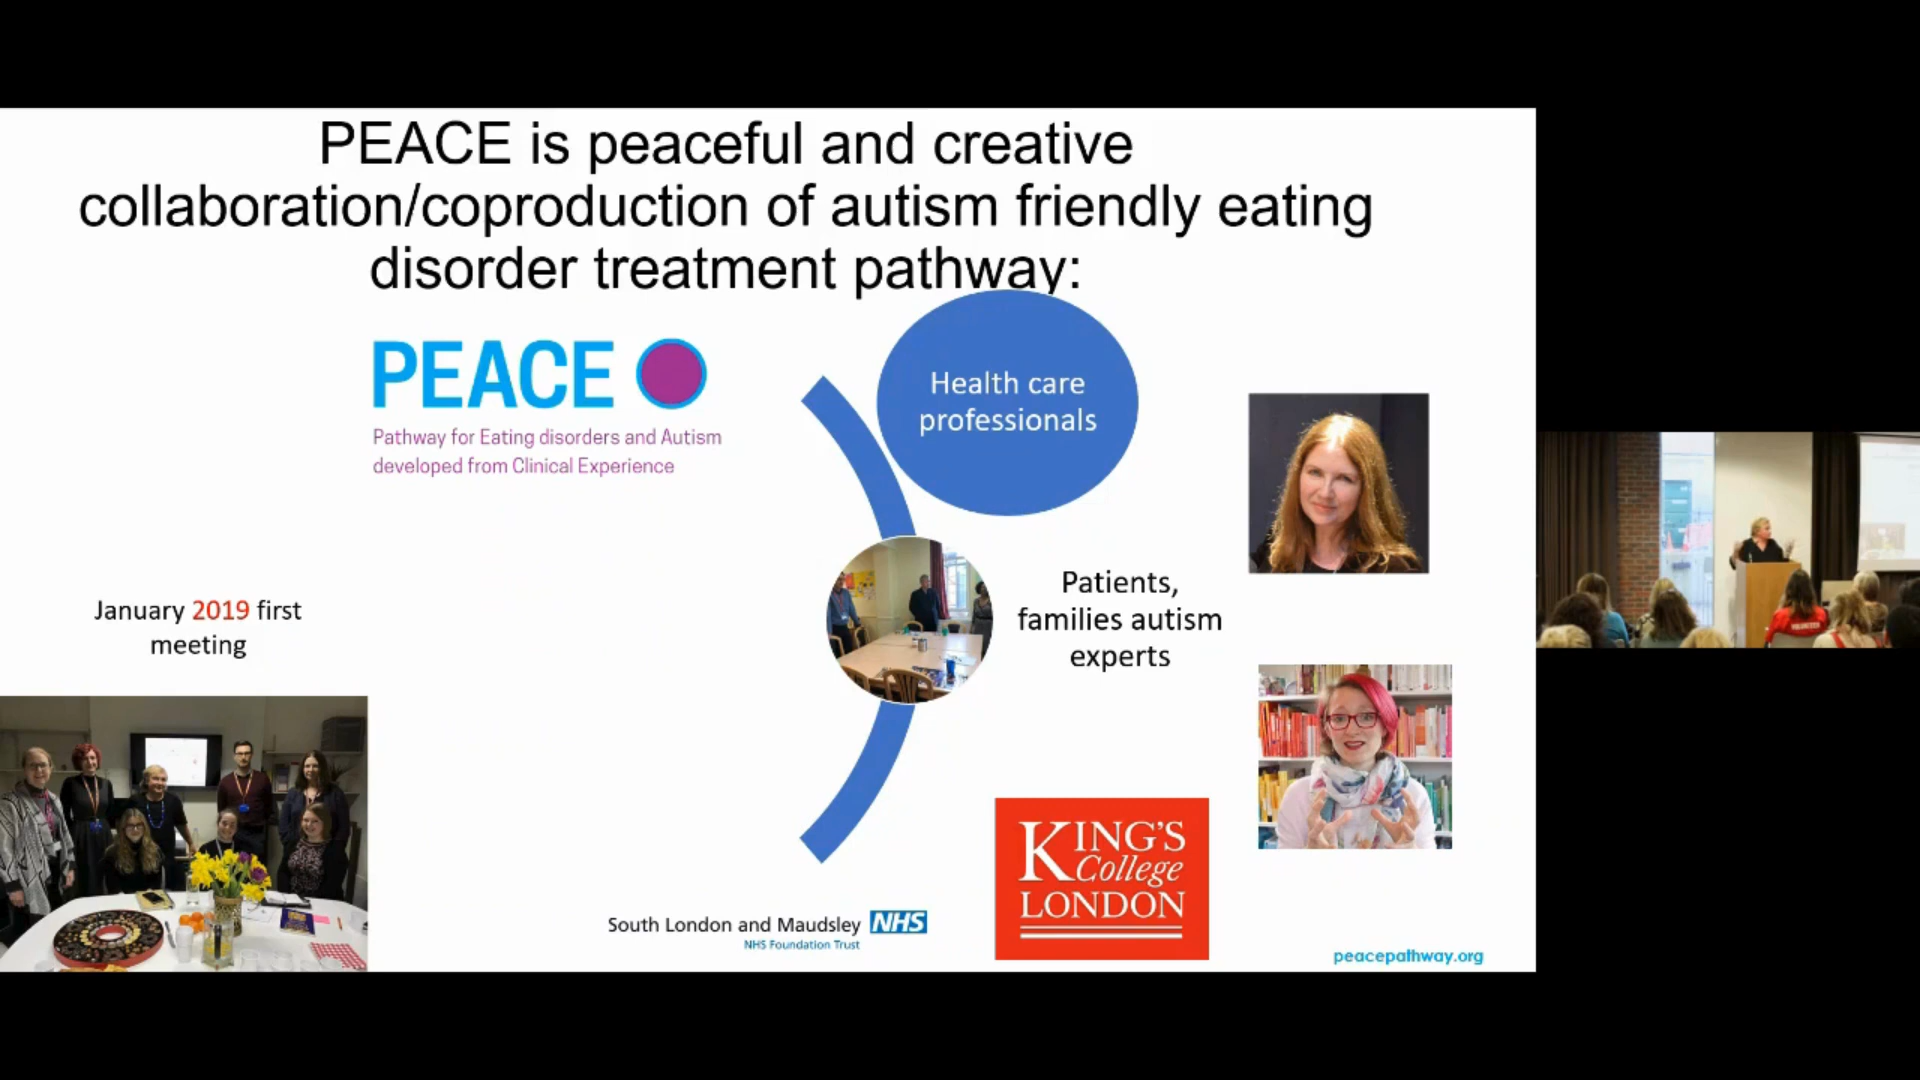 PEACE is peaceful and creative
collaboration/coproduction of autism friendly eating
disorder treatment pathway:
PEACE
Pathway for Eating disorders and Autism
developed from Clinical Experience
Health care
professionals
Patients,
families autism
experts
January 2019 first
meeting
South London and Maudsley NHS
NHS Foundation Trust
KING'S
College
LONDON
peacepathway.org
VOLUNTEER